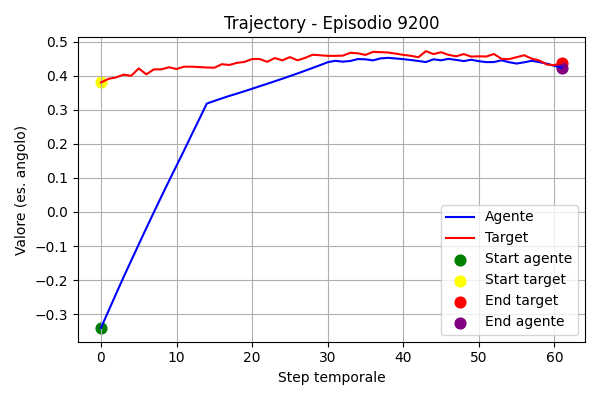 Trajectory - Episodio 9200
Valore (es. angolo)
0.5
0.4
0.3
0.2
0.1
0.0
−0.1
−0.2
−0.3
Agente
Target
Start agente
Start target
End target
End agente
0 10 20 30 40 50 60
Step temporale